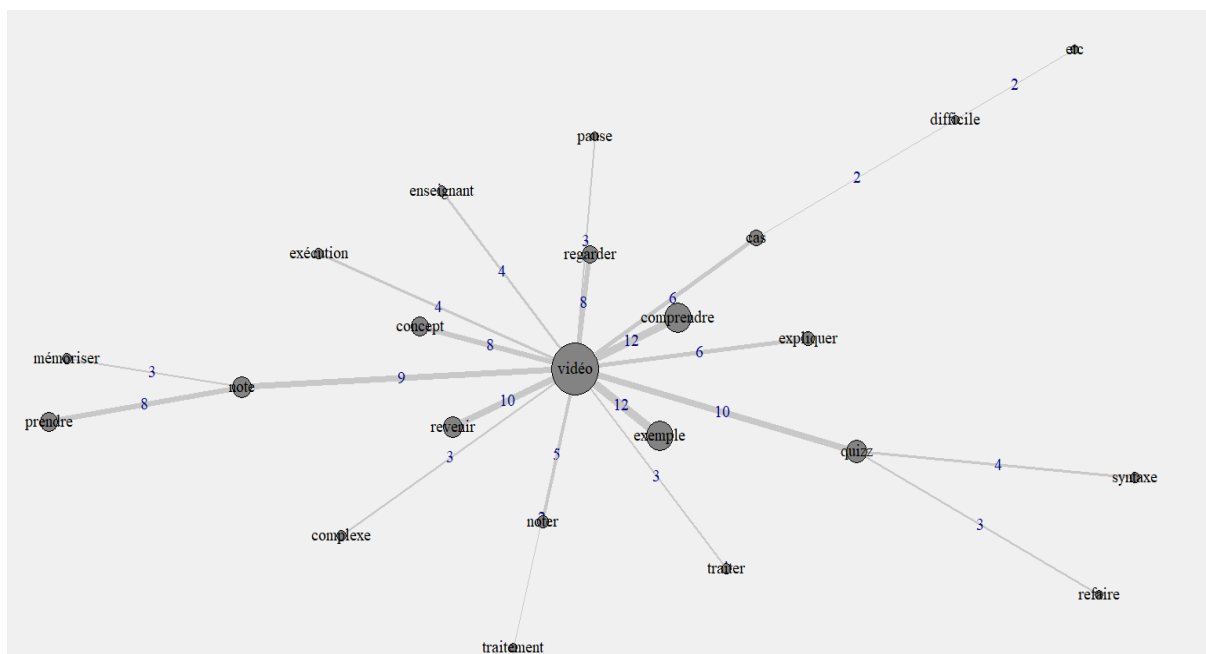 etc
2
difficile
pause
2
enseignant
cas
3
exécution
regarder
4
6
4
8
comprendre
concept
12
expliquer
8
6
mémoriser
vidéo
3
note
9
8
10
12
10
prendre
revenir
exemple
quizz
5
3
3
4
syntaxe
2
noter
3
complexe
traiter
refaire
traitement